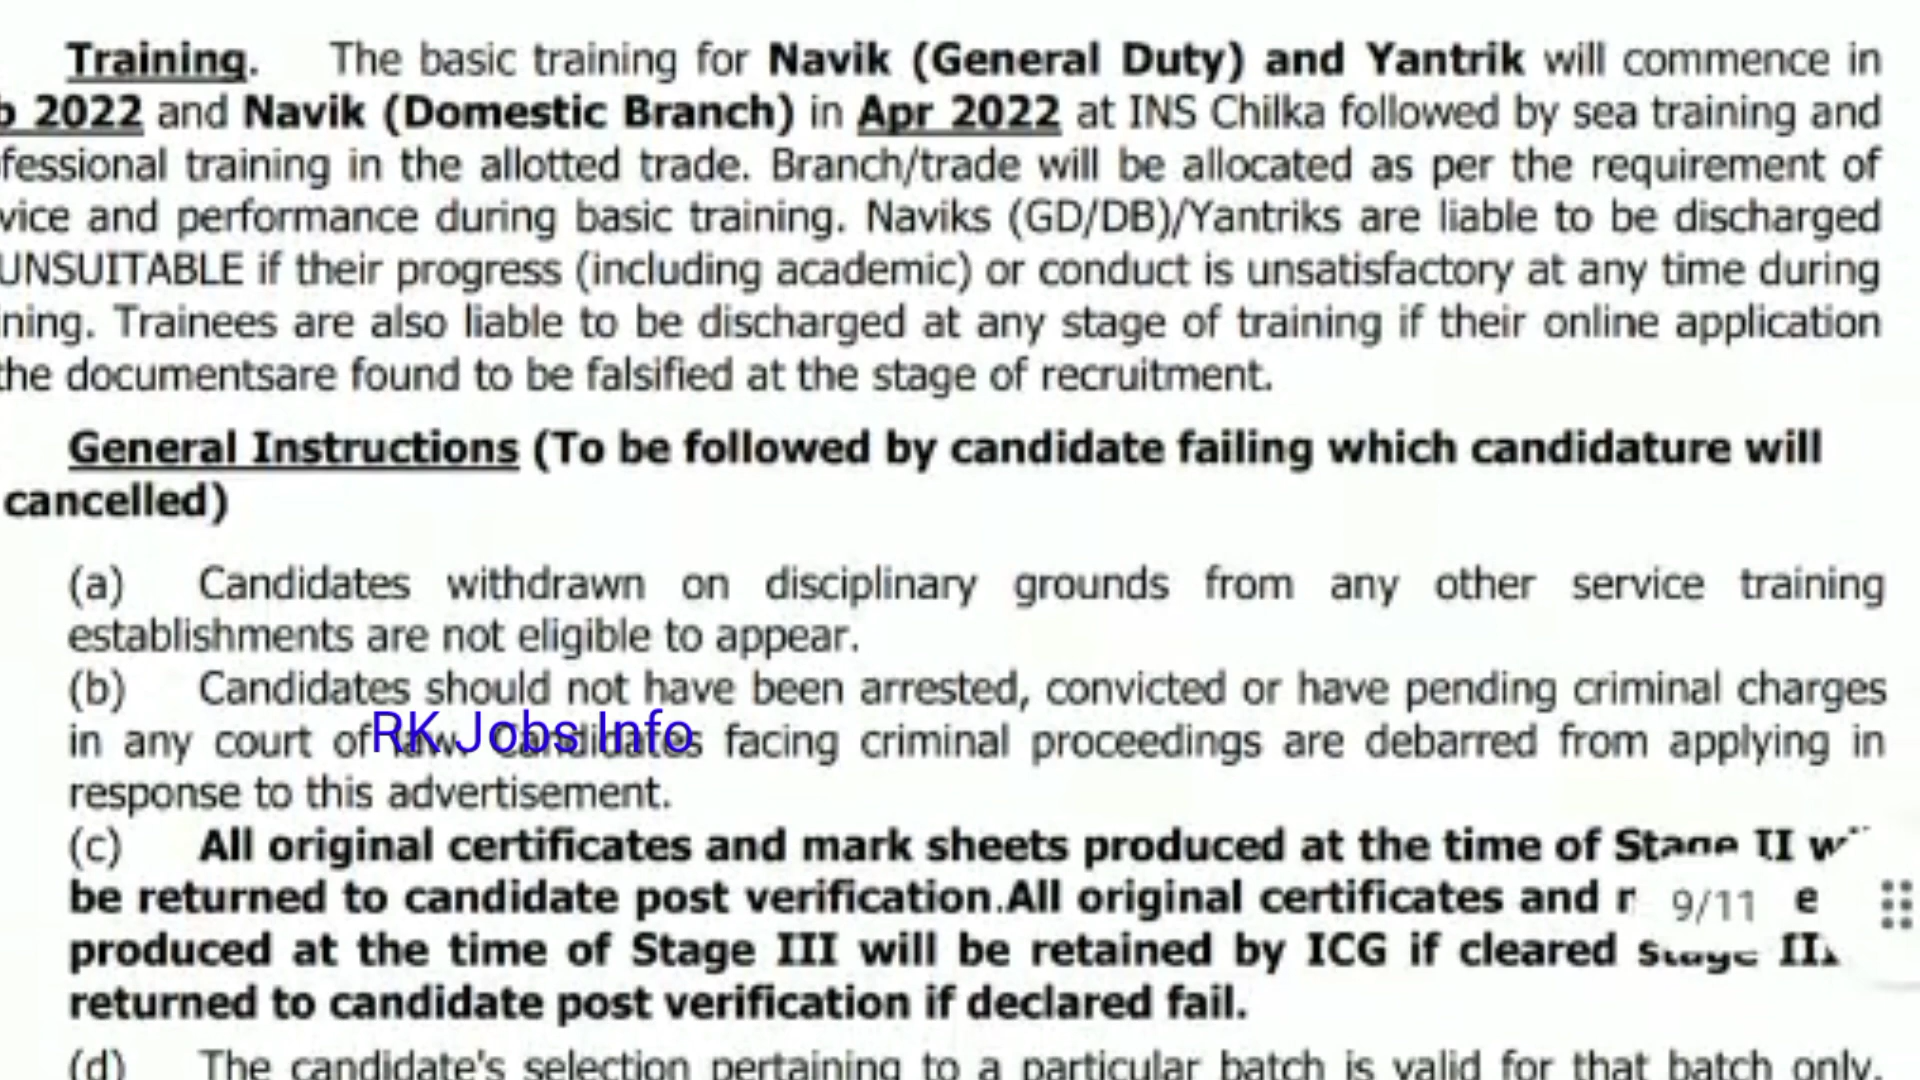 Training. The basic training for Navik (General Duty) and Yantrik will commence in
b 2022 and Navik (Domestic Branch) in Apr 2022 at INS Chilka followed by sea training and
fessional training in the allotted trade. Branch/trade will be allocated as per the requirement of
vice and performance during basic training. Naviks (GD/DB)/Yantriks are liable to be discharged
UNSUITABLE if their progress (including academic) or conduct is unsatisfactory at any time during
ning. Trainees are also liable to be discharged at any stage of training if their online application
the documentsare found to be falsified at the stage of recruitment.
General Instructions (To be followed by candidate failing which candidature will
cancelled)
(a) Candidates withdrawn on disciplinary grounds from any other service training
establishments are not eligible to appear.
(b) Candidates should not have been arrested, convicted or have pending criminal charges
in any court of facing criminal proceedings are debarred from applying in
RK Jobs Info
response to this advertisement.
(c) All original certificates and mark sheets produced at the time of Stage II
be returned to candidate post verification.All original certificates and
9/11
produced at the time of Stage III will be retained by ICG if cleared stage
returned to candidate post verification if declared fail.
(d) The candidate's selection pertaining to a particular batch is valid for that batch only.